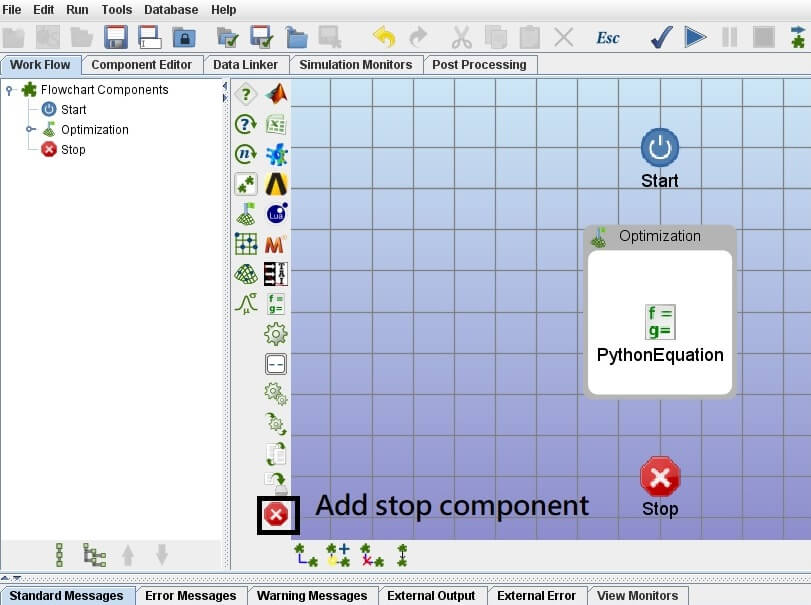 File Edit Run Tools Database Help
Esc
Work Flow Component Editor Data Linker Simulation Monitors Post Processing
Flowchart Components
Start
Optimization
Stop
?
?
n
Lua
M
TAI
μ σ
f =
g=
Start
Optimization
f =
g=
PythonEquation
Stop
Add stop component
Standard Messages Error Messages Warning Messages External Output External Error View Monitors